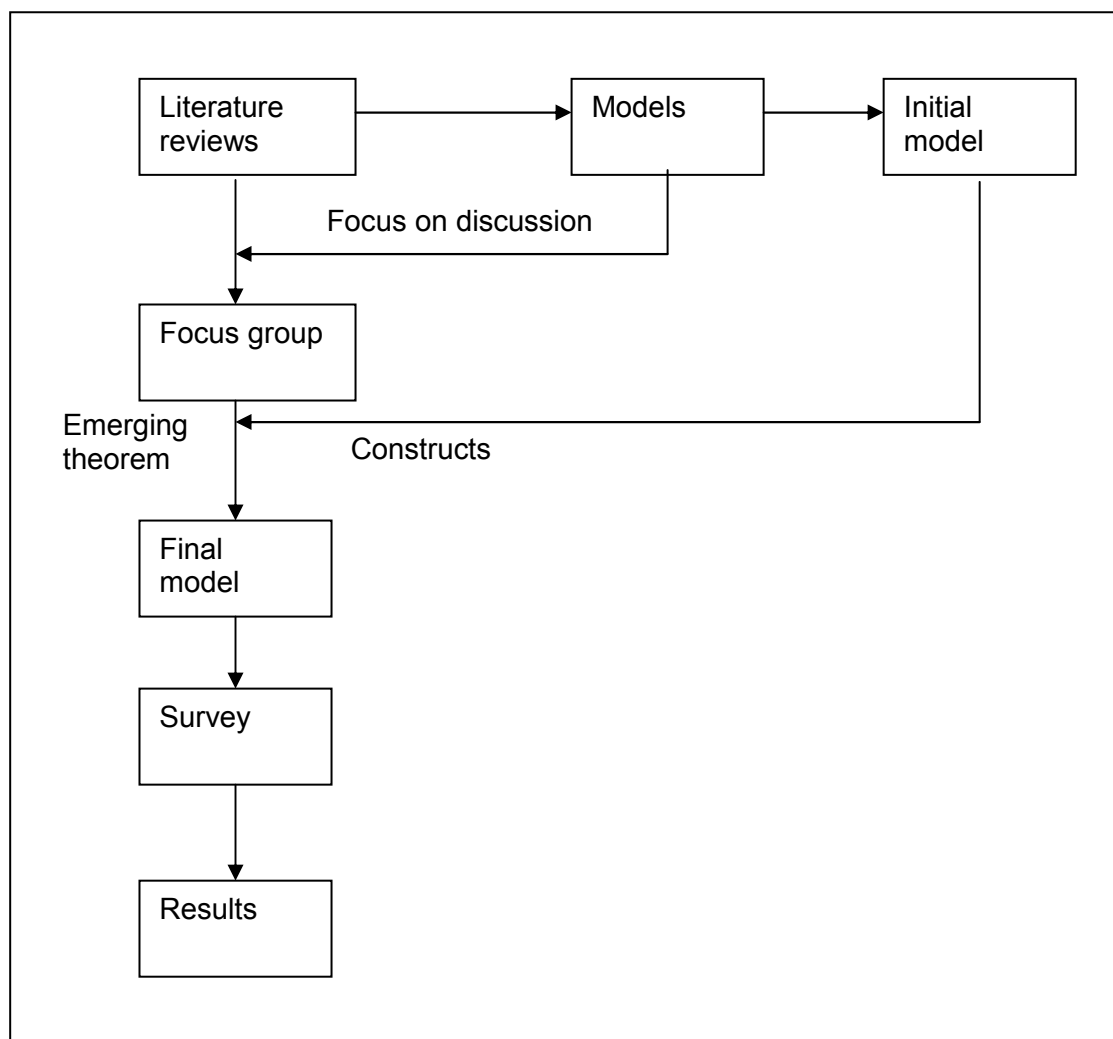 Literature
reviews
Models
Initial
model
Focus on discussion
Focus group
Emerging
theorem
Constructs
Final
model
Survey
Results